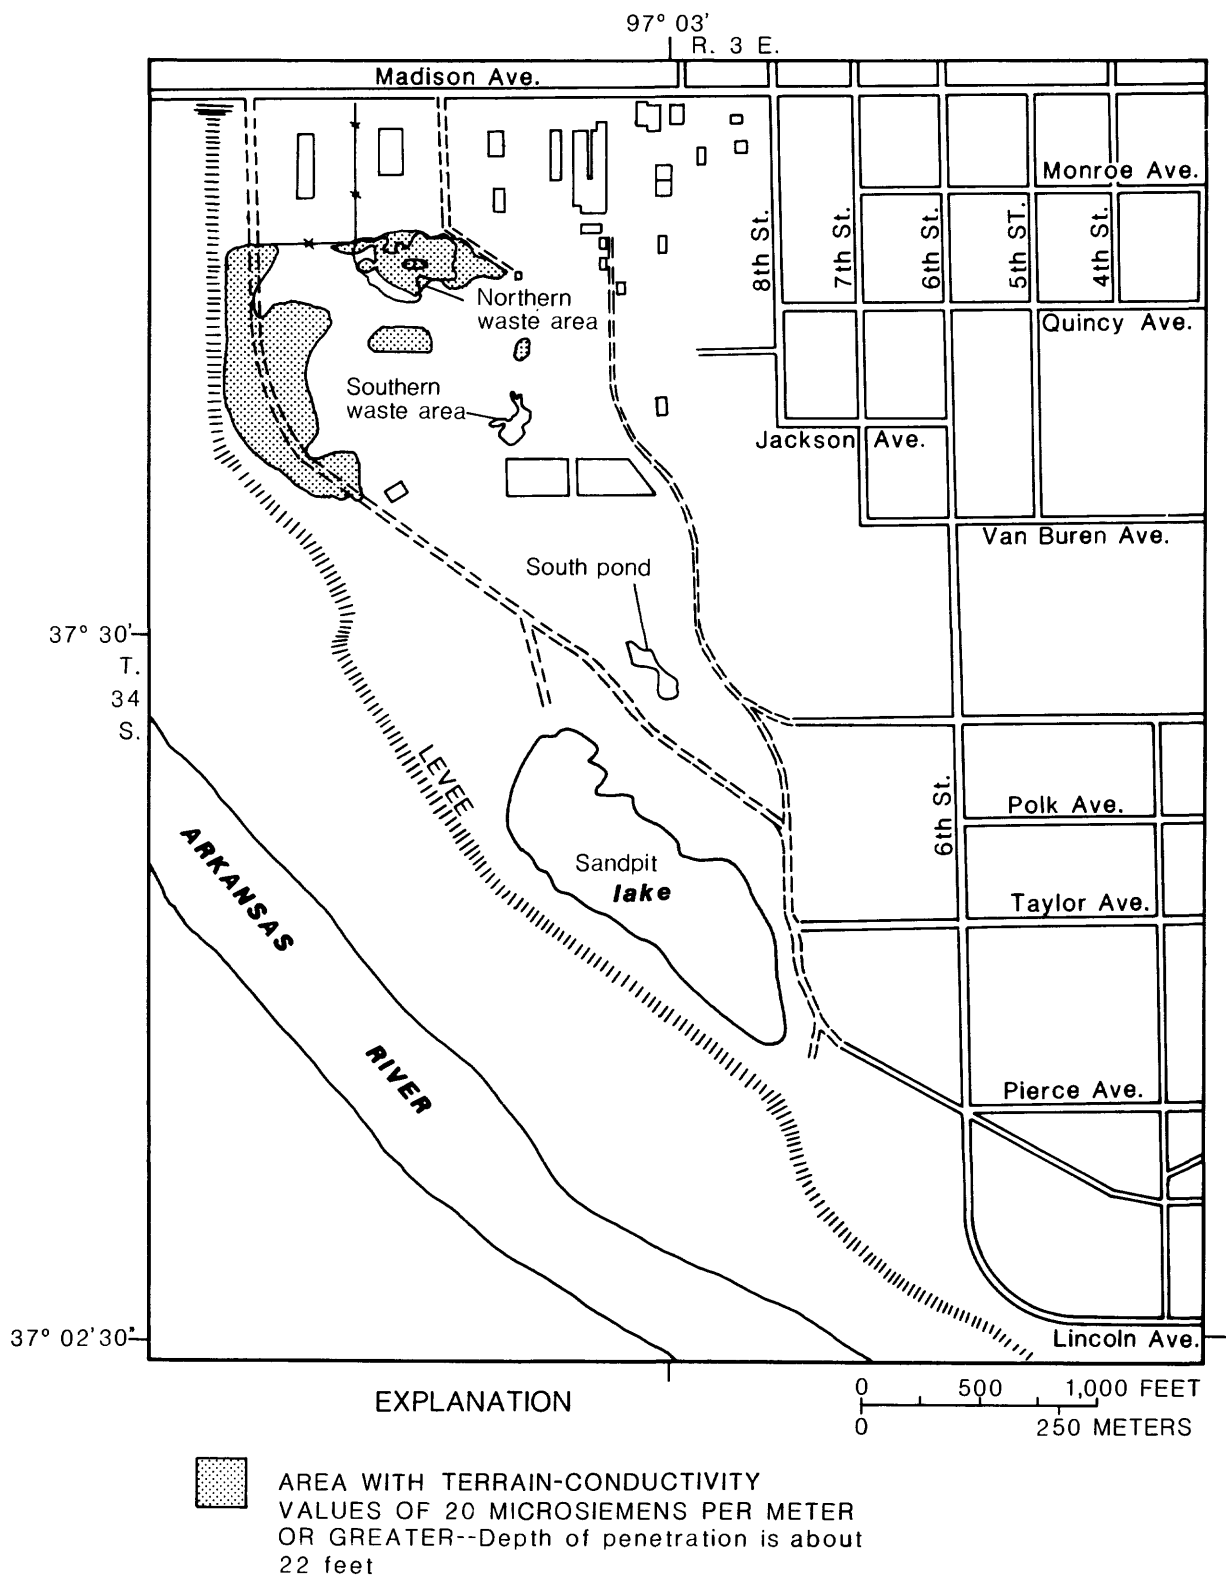 97° 03'
R. 3 E.
Madison Ave.
Monroe Ave.
8th St.
7th St.
6th St.
5th ST.
4th St.
Northern
waste area
Quincy Ave.
Southern
waste area
Jackson Ave.
Van Buren Ave.
South pond
37° 30'
T.
34
S.
LEVEE
6th St.
Polk Ave.
ARKANSAS
RIVER
Sandpit
lake
Taylor Ave.
Pierce Ave.
37° 02'30"
Lincoln Ave.
EXPLANATION
0 500 1,000 FEET
0 250 METERS
AREA WITH TERRAIN-CONDUCTIVITY
VALUES OF 20 MICROSIEMENS PER METER
OR GREATER--Depth of penetration is about
22 feet